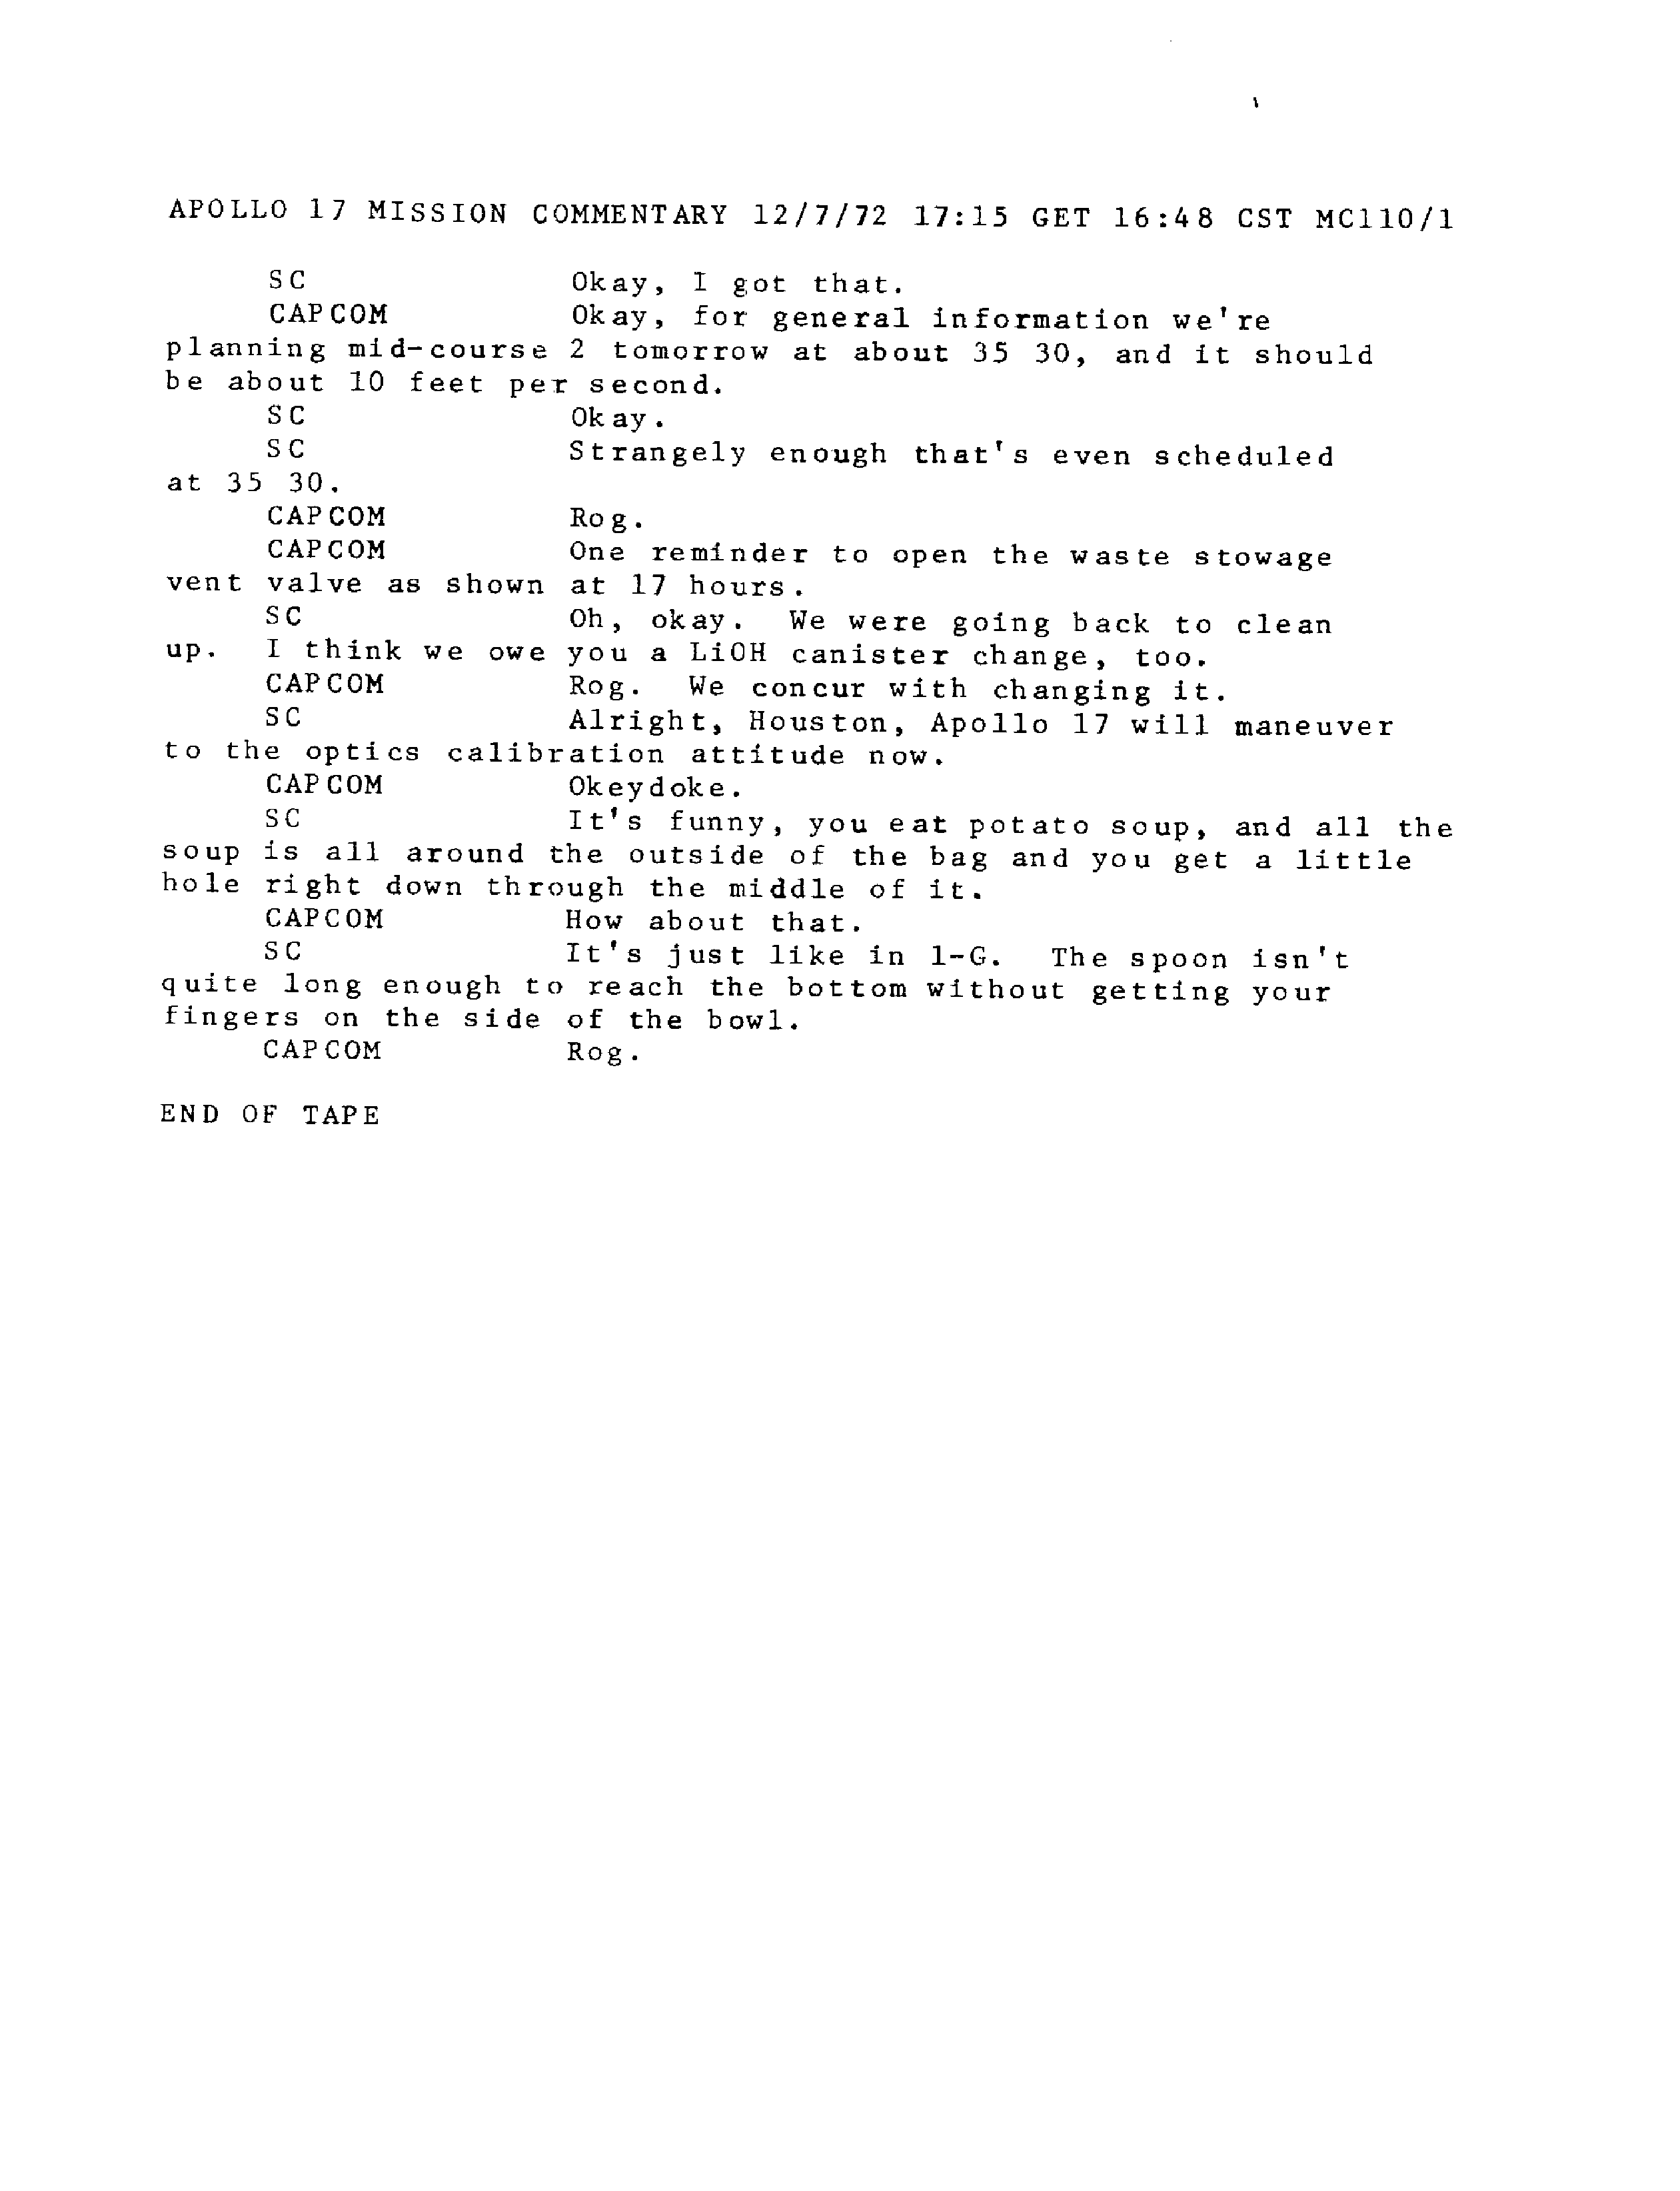 APOLLO 17 MISSION COMMENTARY 12/7/72 17:15 GET 16:48 CST MC110/1
SC Okay, I got that.
CAPCOM Okay, for general information we're
planning mid-course 2 tomorrow at about 35 30, and it should
be about 10 feet per second.
SC Okay.
SC Strangely enough that's even scheduled
at 35 30.
CAPCOM Rog.
CAPCOM One reminder to open the waste stowage
vent valve as shown at 17 hours.
SC Oh, okay. We were going back to clean
up. I think we owe you a LiOH canister change, too.
CAPCOM Rog. We concur with changing it.
SC Alright, Houston, Apollo 17 will maneuver
to the optics calibration attitude now.
CAPCOM Okeydoke.
SC It's funny, you eat potato soup, and all the
soup is all around the outside of the bag and you get a little
hole right down through the middle of it.
CAPCOM How about that.
SC It's just like in 1-G. The spoon isn't
quite long enough to reach the bottom without getting your
fingers on the side of the bowl.
CAPCOM Rog.
END OF TAPE